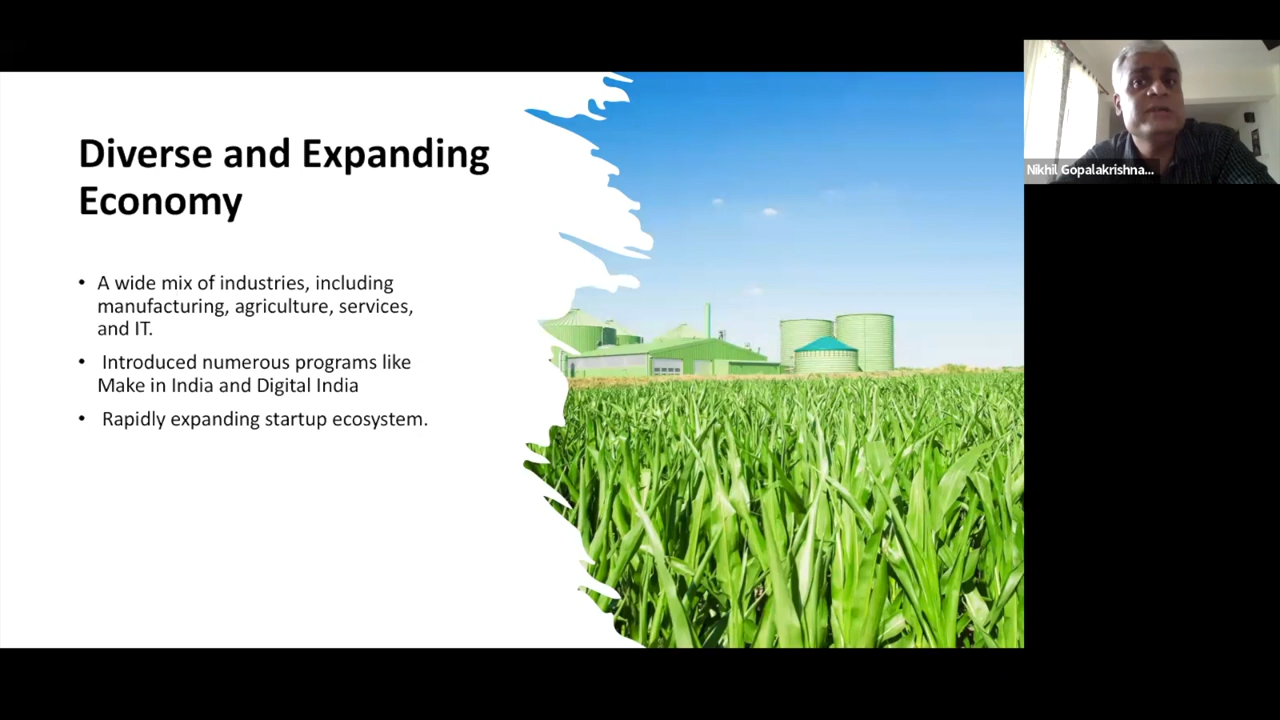 Diverse and Expanding
Economy
• A wide mix of industries, including
manufacturing, agriculture, services,
and IT.
• Introduced numerous programs like
Make in India and Digital India
• Rapidly expanding startup ecosystem.
Nikhil Gopalakrishna...